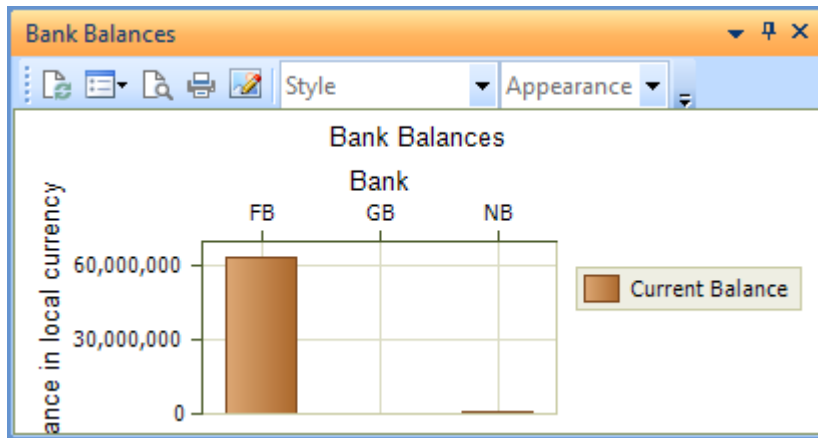 Bank Balances
Style
Appearance
Bank Balances
Bank
FB GB NB
60,000,000
30,000,000
0
in local currency
Current Balance